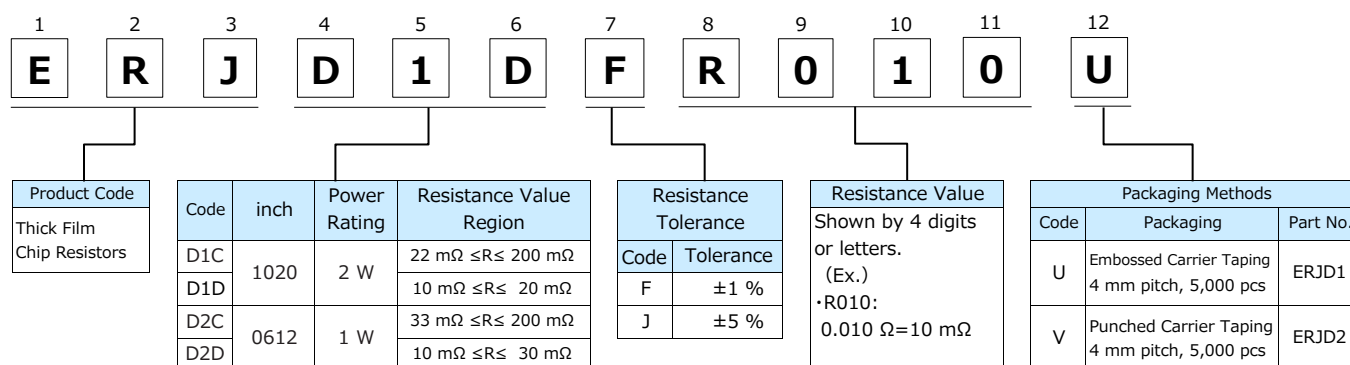 1 2 3 4 5 6 7 8 9 10 11 12
E R J D 1 D F R 0 1 0 U
Product Code
Thick Film
Chip Resistors
Code inch Power Rating Resistance Value Region
D1C 1020 2 W 22 mΩ ≤R≤ 200 mΩ
D1D 10 mΩ ≤R≤ 20 mΩ
D2C 0612 1 W 33 mΩ ≤R≤ 200 mΩ
D2D 10 mΩ ≤R≤ 30 mΩ
Resistance
Tolerance
Code Tolerance
F ±1 %
J ±5 %
Resistance Value
Shown by 4 digits
or letters.
(Ex.)
·R010:
0.010 Ω=10 mΩ
Packaging Methods
Code Packaging Part No.
U Embossed Carrier Taping 4 mm pitch, 5,000 pcs ERJD1
V Punched Carrier Taping 4 mm pitch, 5,000 pcs ERJD2